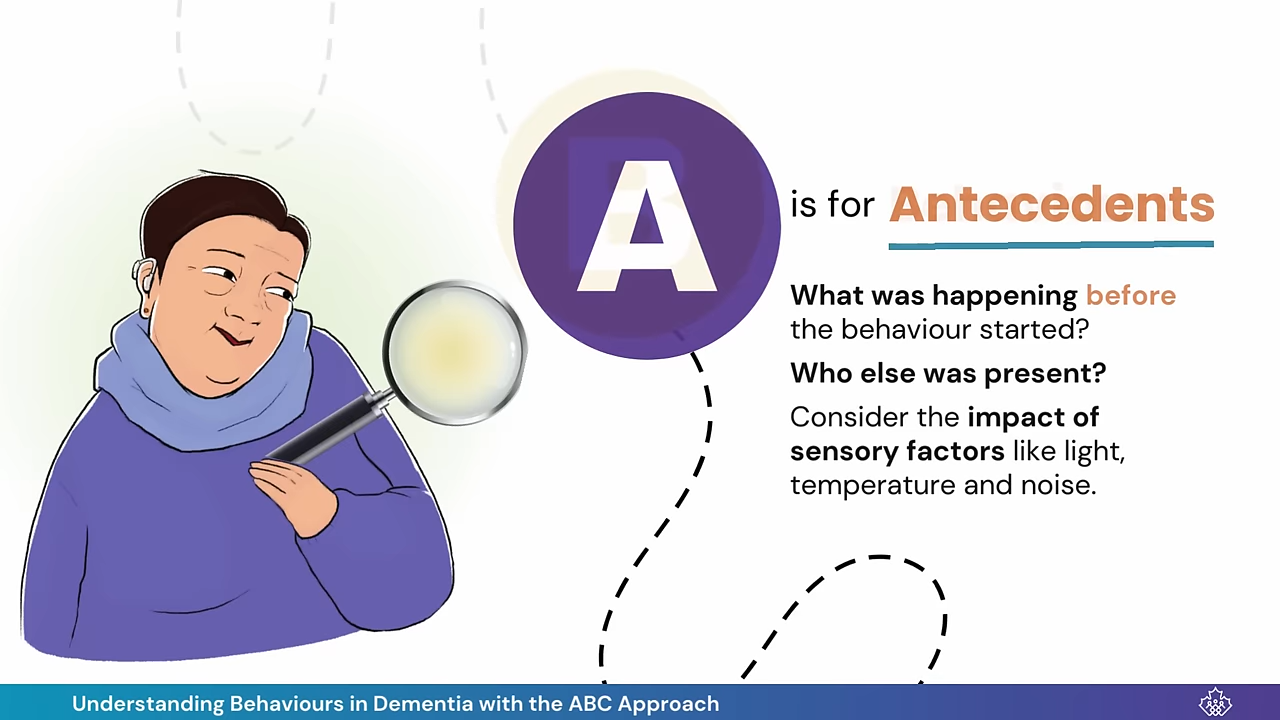 A is for Antecedents
What was happening before
the behaviour started?
Who else was present?
Consider the impact of
sensory factors like light,
temperature and noise.
Understanding Behaviours in Dementia with the ABC Approach